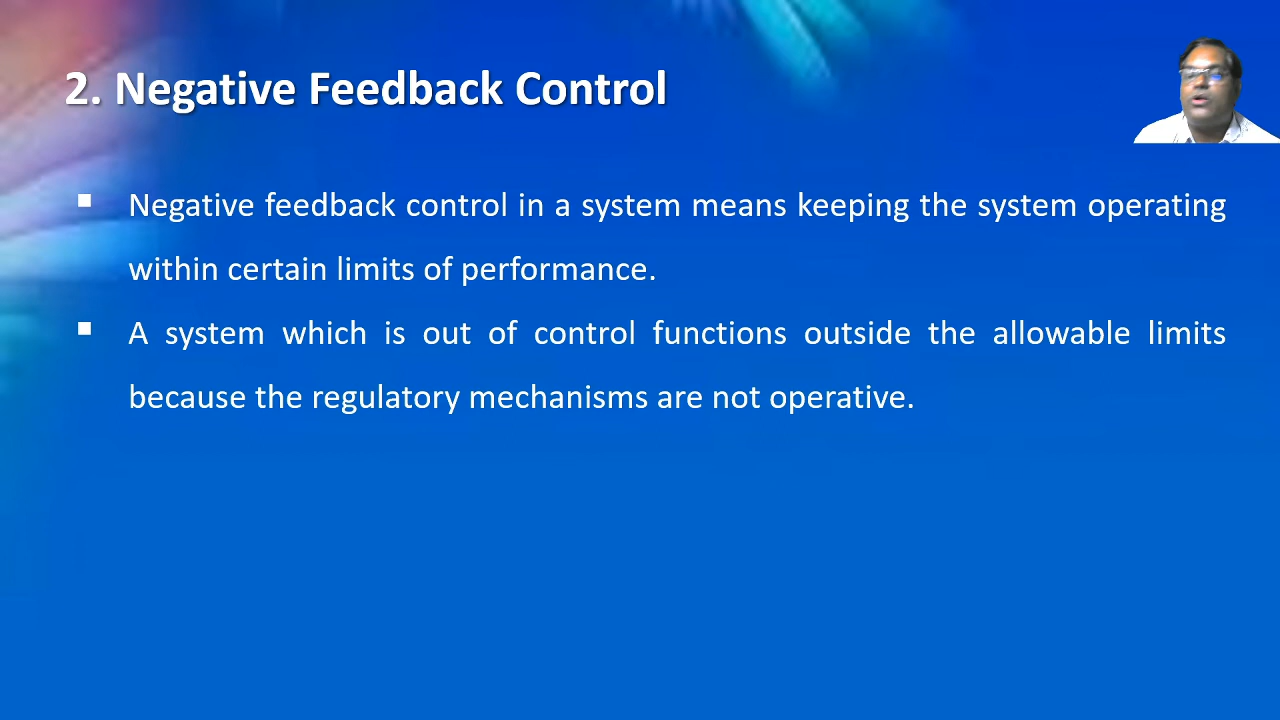 2. Negative Feedback Control
▪ Negative feedback control in a system means keeping the system operating
within certain limits of performance.
▪ A system which is out of control functions outside the allowable limits
because the regulatory mechanisms are not operative.